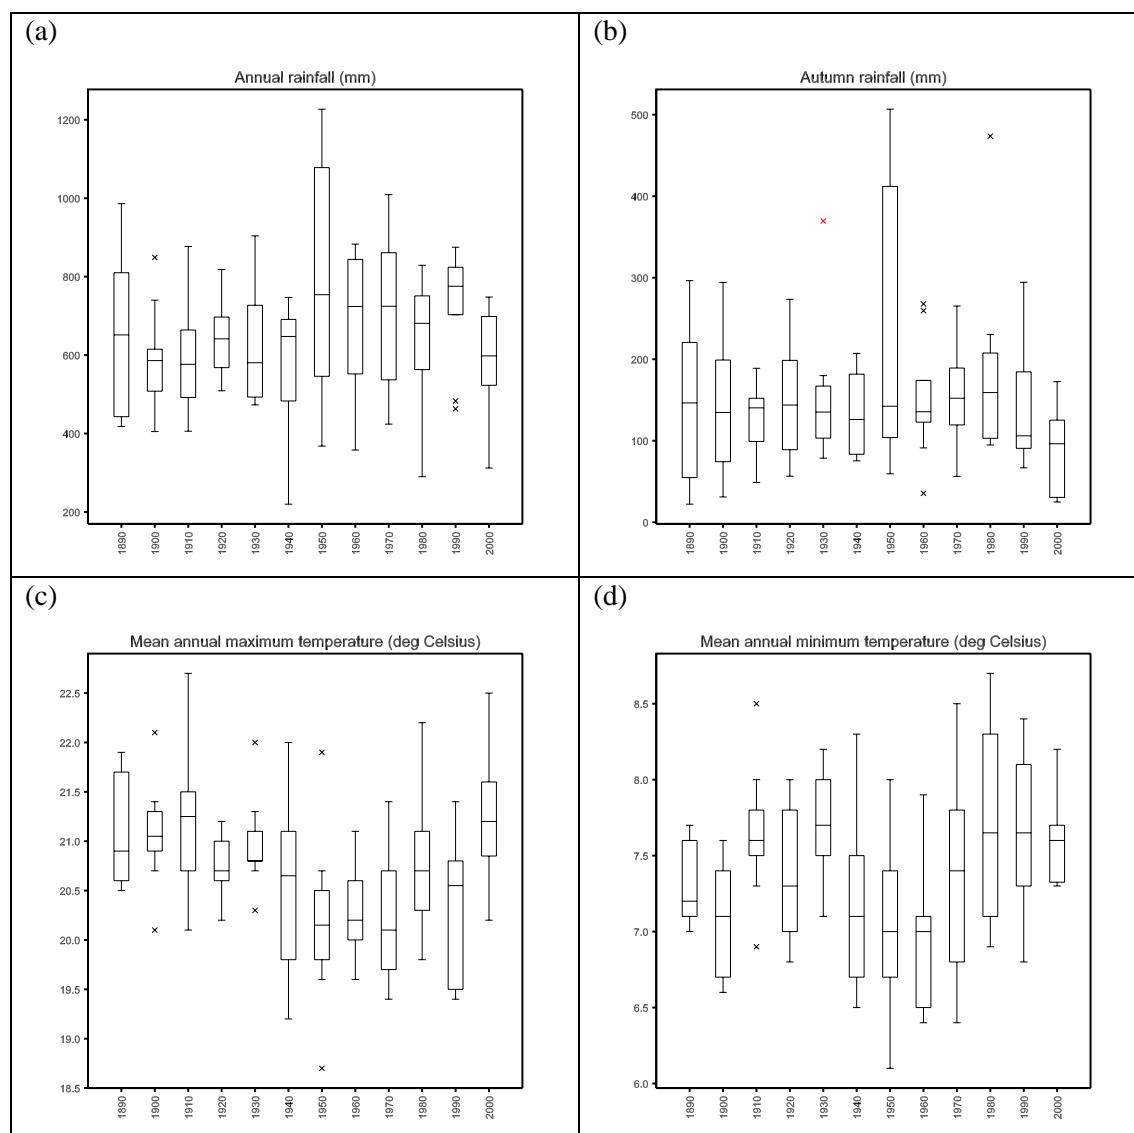 (a)
Annual rainfall (mm)
1200
1000
800
600
400
200
1890 1900 1910 1920 1930 1940 1950 1960 1970 1980 1990 2000
(b)
Autumn rainfall (mm)
500
400
300
200
100
0
1890 1900 1910 1920 1930 1940 1950 1960 1970 1980 1990 2000
(c)
Mean annual maximum temperature (deg Celsius)
22.5
22.0
21.5
21.0
20.5
20.0
19.5
19.0
18.5
1890 1900 1910 1920 1930 1940 1950 1960 1970 1980 1990 2000
(d)
Mean annual minimum temperature (deg Celsius)
8.5
8.0
7.5
7.0
6.5
6.0
1890 1900 1910 1920 1930 1940 1950 1960 1970 1980 1990 2000